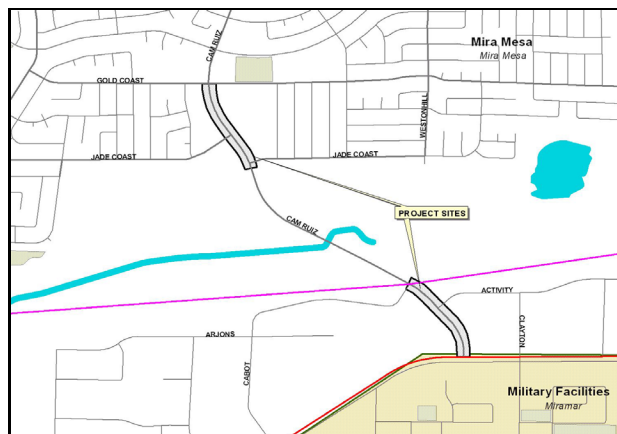 CAM RUIZ
Mira Mesa
Mira Mesa
GOLD COAST
WESTONHILL
JADE COAST
JADE COAST
PROJECT SITES
CAM RUIZ
ACTIVITY
ARJONS
CLAYTON
CABOT
Military Facilities
Miramar